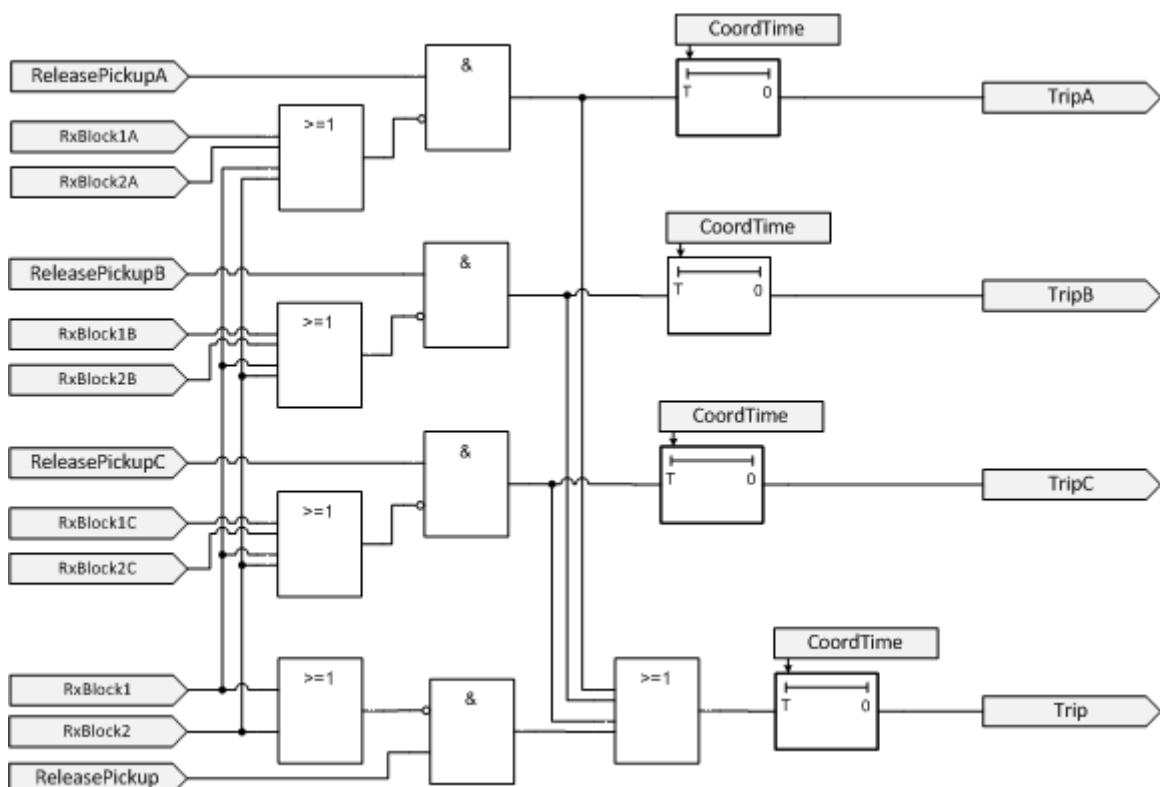 CoordTime
ReleasePickupA
&
T 0
TripA
RxBlock1A
>=1
RxBlock2A
CoordTime
ReleasePickupB
&
T 0
TripB
RxBlock1B
>=1
RxBlock2B
CoordTime
ReleasePickupC
&
T 0
TripC
RxBlock1C
>=1
RxBlock2C
CoordTime
RxBlock1
>=1
&
>=1
T 0
Trip
RxBlock2
ReleasePickup